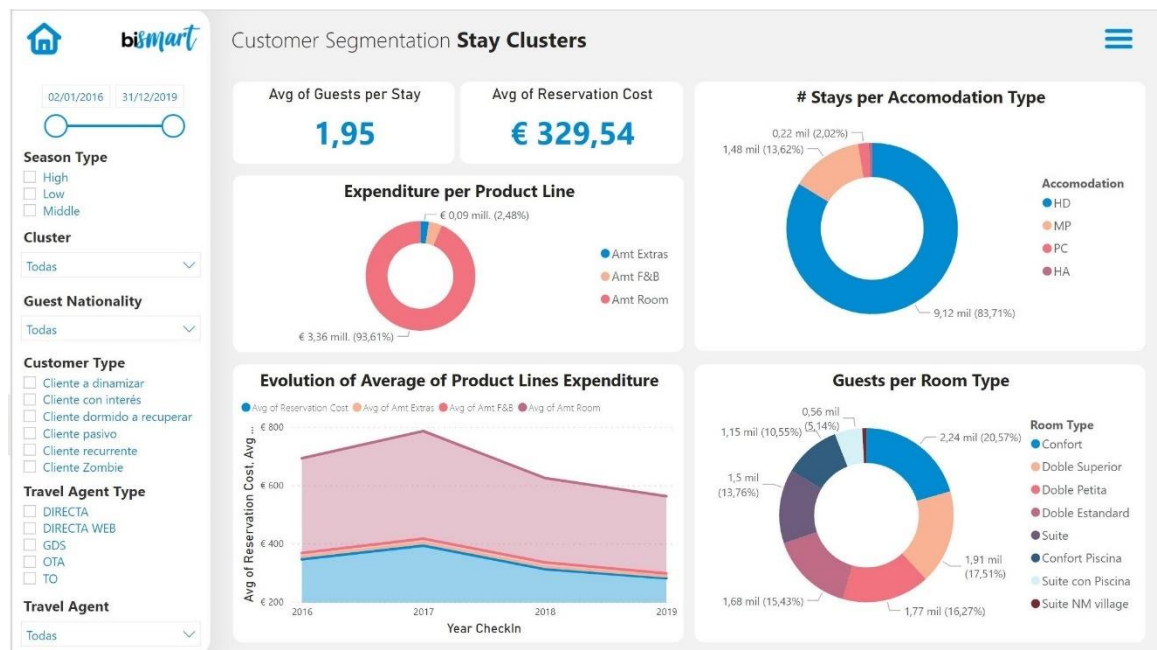 bismart
02/01/2016 31/12/2019
Season Type
High
Low
Middle
Cluster
Todas
Guest Nationality
Todas
Customer Type
Cliente a dinamizar
Cliente con interés
Cliente dormido a recuperar
Cliente pasivo
Cliente recurrente
Cliente Zombie
Travel Agent Type
DIRECTA
DIRECTA WEB
GDS
OTA
TO
Travel Agent
Todas
Customer Segmentation Stay Clusters
Avg of Guests per Stay
1,95
Avg of Reservation Cost
€ 329,54
Expenditure per Product Line
€ 0,09 mill. (2,48%)
€ 3,36 mill. (93,61%)
Amt Extras
Amt F&B
Amt Room
# Stays per Accomodation Type
0,22 mil (2,02%)
1,48 mil (13,62%)
9,12 mil (83,71%)
Accomodation
HD
MP
PC
HA
Evolution of Average of Product Lines Expenditure
Avg of Reservation Cost Avg of Amt Extras Avg of Amt F&B Avg of Amt Room
Avg of Reservation Cost, Avg ...
€ 800
€ 600
€ 400
€ 200
2016 2017 2018 2019
Year CheckIn
Guests per Room Type
0,56 mil
(5,14%)
1,15 mil (10,55%)
2,24 mil (20,57%)
1,5 mil
(13,76%)
1,91 mil
(17,51%)
1,68 mil (15,43%)
1,77 mil (16,27%)
Room Type
Confort
Doble Superior
Doble Petita
Doble Estandard
Suite
Confort Piscina
Suite con Piscina
Suite NM village